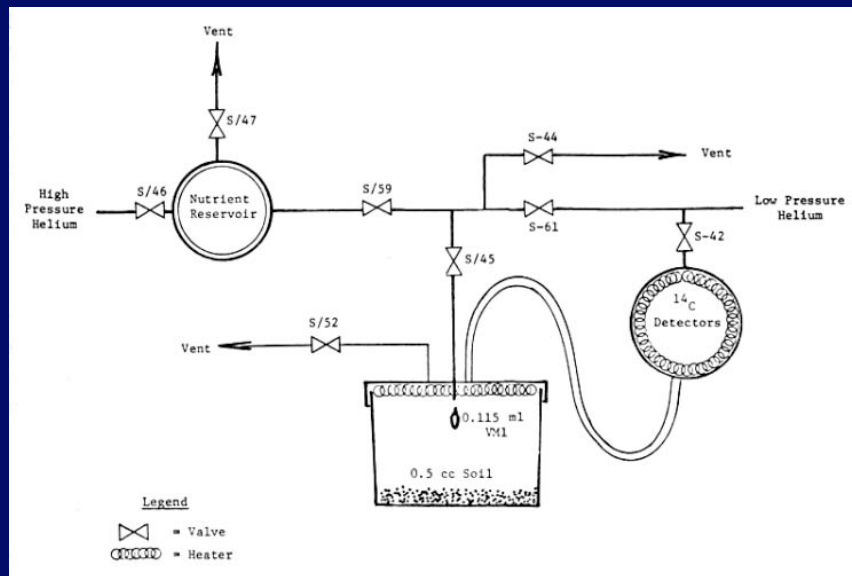 Vent
S/47
S-44
Vent
High
Pressure
Helium
S/46
Nutrient
Reservoir
S/59
S-61
Low Pressure
Helium
S-42
S/45
14C
Detectors
S/52
Vent
0.115 ml
VM1
0.5 cc Soil
Legend
= Valve
= Heater